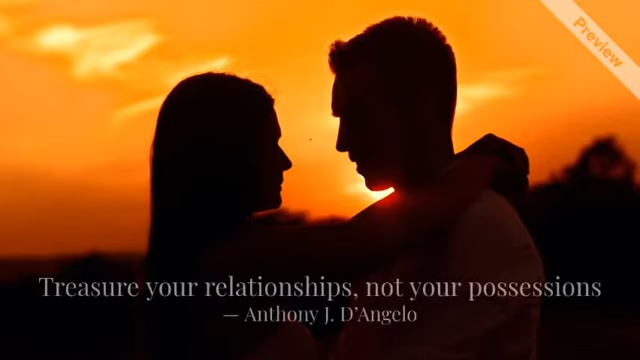 Preview
Treasure your relationships, not your possessions
— Anthony J. D’Angelo